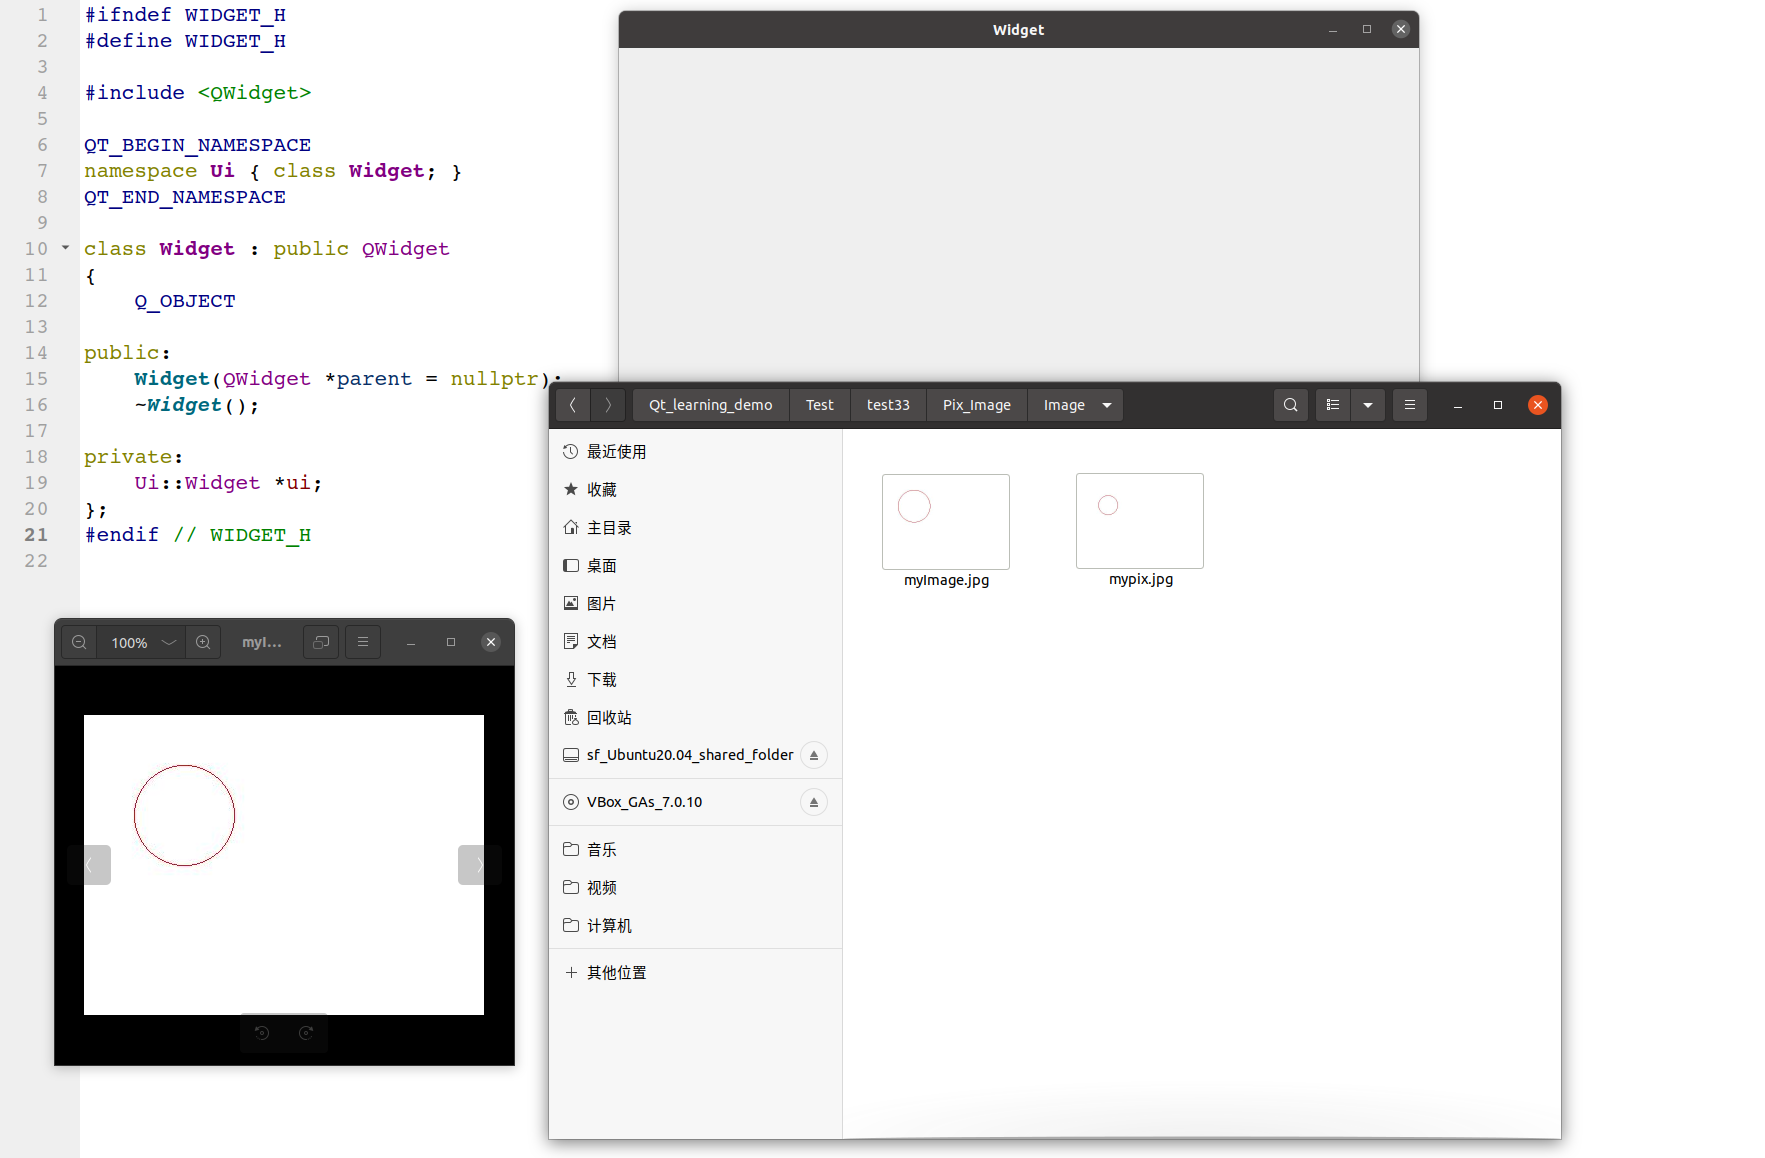 1 #ifndef WIDGET_H
2 #define WIDGET_H
3
4 #include <QWidget>
5
6 QT_BEGIN_NAMESPACE
7 namespace Ui { class Widget; }
8 QT_END_NAMESPACE
9
10 class Widget : public QWidget
11 {
12 Q_OBJECT
13
14 public:
15 Widget(QWidget *parent = nullptr);
16 ~Widget();
17
18 private:
19 Ui::Widget *ui;
20 };
21 #endif // WIDGET_H
22
Widget
Qt_learning_demo Test test33 Pix_Image Image
最近使用
收藏
主目录
桌面
图片
文档
下载
回收站
sf_Ubuntu20.04_shared_folder
VBox_GAs_7.0.10
音乐
视频
计算机
其他位置
myImage.jpg
mypix.jpg
100% myI...